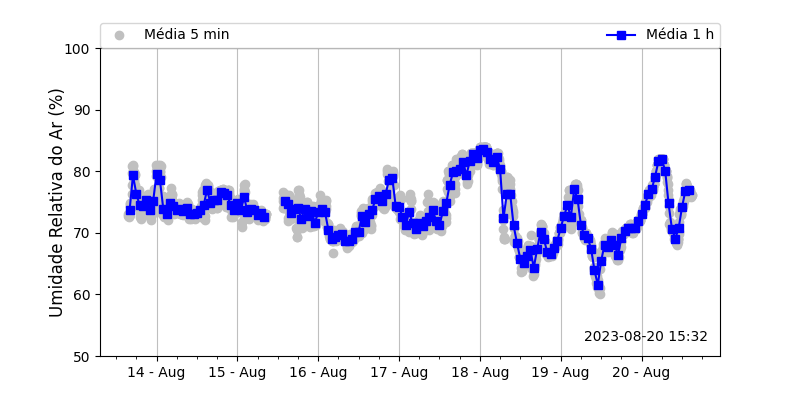 Média 5 min Média 1 h
100
90
80
70
60
50
Umidade Relativa do Ar (%)
2023-08-20 15:32
14 - Aug 15 - Aug 16 - Aug 17 - Aug 18 - Aug 19 - Aug 20 - Aug